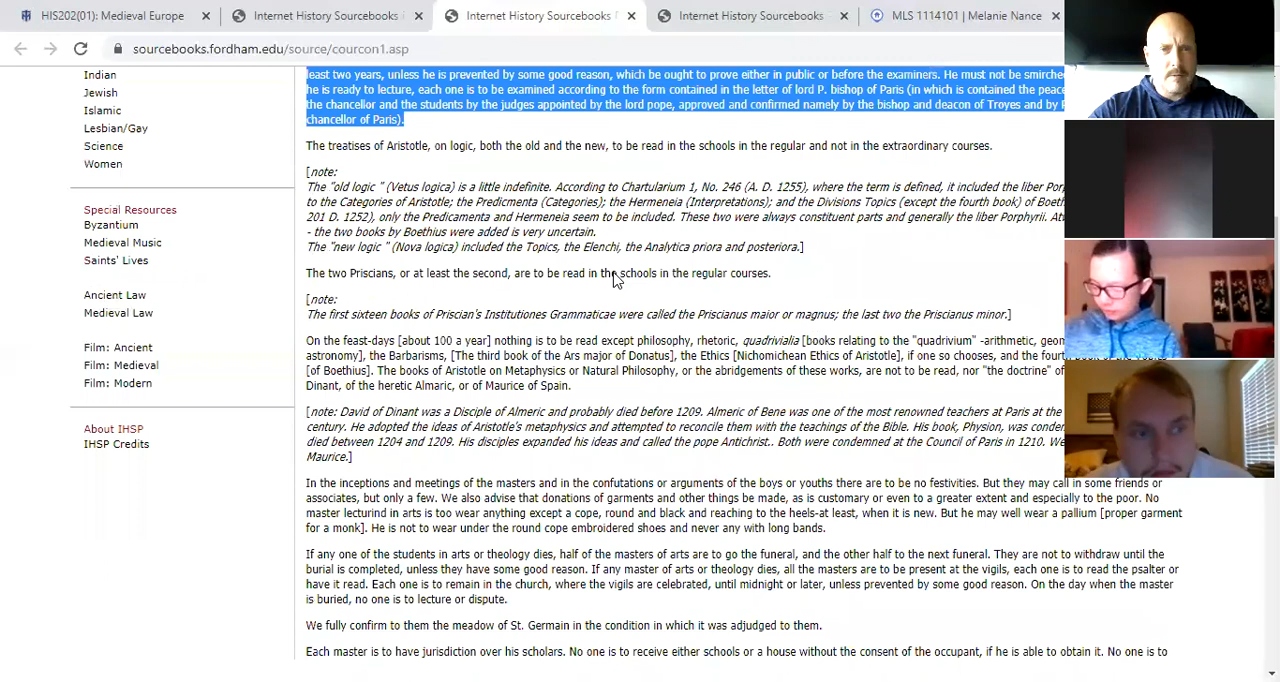 HIS202(01): Medieval Europe
Internet History Sourcebooks
Internet History Sourcebooks
Internet History Sourcebooks
MLS 1114101 | Melanie Nance
sourcebooks.fordham.edu/source/courcon1.asp
Indian
Jewish
Islamic
Lesbian/Gay
Science
Women
Special Resources
Byzantium
Medieval Music
Saints' Lives
Ancient Law
Medieval Law
Film: Ancient
Film: Medieval
Film: Modern
About IHSP
IHSP Credits
least two years, unless he is prevented by some good reason, which be ought to prove either in public or before the examiners. He must not be smirched
he is ready to lecture, each one is to be examined according to the form contained in the letter of lord P. bishop of Paris (in which is contained the peace
the chancellor and the students by the judges appointed by the lord pope, approved and confirmed namely by the bishop and deacon of Troyes and by P
chancellor of Paris).
The treatises of Aristotle, on logic, both the old and the new, to be read in the schools in the regular and not in the extraordinary courses.
[note:
The "old logic " (Vetus logica) is a little indefinite. According to Chartularium 1, No. 246 (A. D. 1255), where the term is defined, it included the liber Porp
to the Categories of Aristotle; the Predicmenta (Categories); the Hermeneia (Interpretations); and the Divisions Topics (except the fourth book) of Boeth
201 D. 1252), only the Predicamenta and Hermeneia seem to be included. These two were always constituent parts and generally the liber Porphyrii. Atw
- the two books by Boethius were added is very uncertain.
The "new logic " (Nova logica) included the Topics, the Elenchi, the Analytica priora and posteriora.]
The two Priscians, or at least the second, are to be read in the schools in the regular courses.
[note:
The first sixteen books of Priscian's Institutiones Grammaticae were called the Priscianus maior or magnus; the last two the Priscianus minor.]
On the feast-days [about 100 a year] nothing is to be read except philosophy, rhetoric, quadrivialia [books relating to the "quadrivium" -arithmetic, geom
astronomy], the Barbarisms, [The third book of the Ars major of Donatus], the Ethics [Nichomichean Ethics of Aristotle], if one so chooses, and the fourth
[of Boethius]. The books of Aristotle on Metaphysics or Natural Philosophy, or the abridgements of these works, are not to be read, nor "the doctrine" of
Dinant, of the heretic Almaric, or of Maurice of Spain.
[note: David of Dinant was a Disciple of Almeric and probably died before 1209. Almeric of Bene was one of the most renowned teachers at Paris at the
century. He adopted the ideas of Aristotle's metaphysics and attempted to reconcile them with the teachings of the Bible. His book, Physion, was conden
died between 1204 and 1209. His disciples expanded his ideas and called the pope Antichrist.. Both were condemned at the Council of Paris in 1210. We
Maurice.]
In the inceptions and meetings of the masters and in the confutations or arguments of the boys or youths there are to be no festivities. But they may call in some friends or
associates, but only a few. We also advise that donations of garments and other things be made, as is customary or even to a greater extent and especially to the poor. No
master lecturind in arts is too wear anything except a cope, round and black and reaching to the heels-at least, when it is new. But he may well wear a pallium [proper garment
for a monk]. He is not to wear under the round cope embroidered shoes and never any with long bands.
If any one of the students in arts or theology dies, half of the masters of arts are to go the funeral, and the other half to the next funeral. They are not to withdraw until the
burial is completed, unless they have some good reason. If any master of arts or theology dies, all the masters are to be present at the vigils, each one is to read the psalter or
have it read. Each one is to remain in the church, where the vigils are celebrated, until midnight or later, unless prevented by some good reason. On the day when the master
is buried, no one is to lecture or dispute.
We fully confirm to them the meadow of St. Germain in the condition in which it was adjudged to them.
Each master is to have jurisdiction over his scholars. No one is to receive either schools or a house without the consent of the occupant, if he is able to obtain it. No one is to